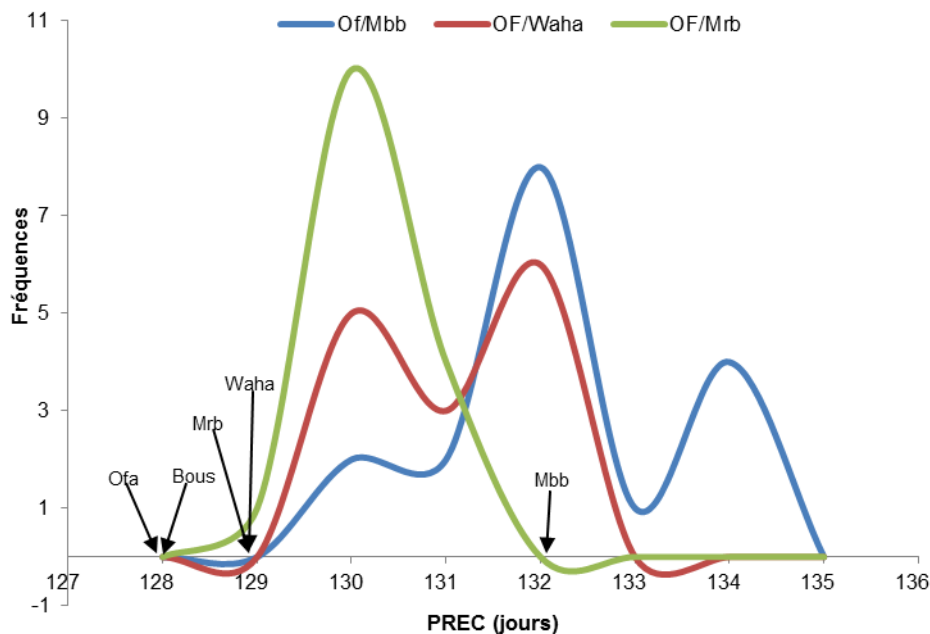 11
Of/Mbb OF/Waha OF/Mrb
9
7
5
3
1
-1
Fréquences
Waha
Mrb
Ofa
Bous
Mbb
127 128 129 130 131 132 133 134 135 136
PREC (jours)